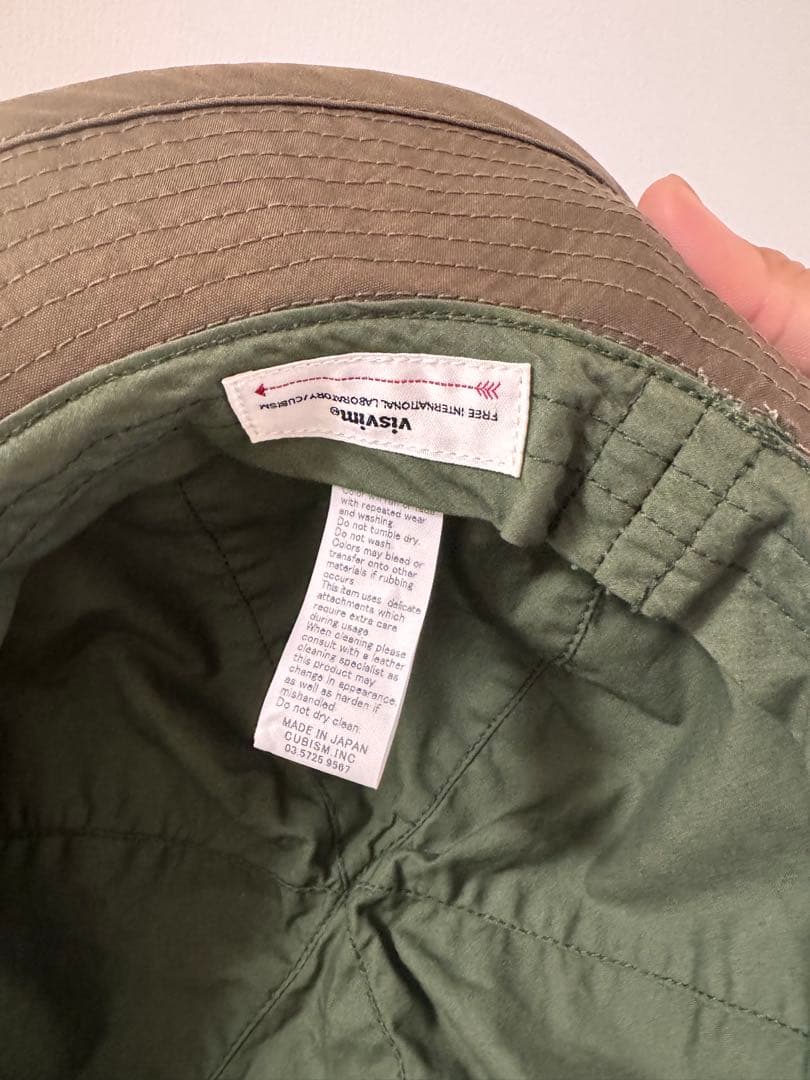 visvim®
FREE INTERNATIONAL LABORATORY/CUBISM
with repeated wear
and washing.
Do not tumble dry.
Do not wash.
Colors may bleed or
transfer onto other
materials if rubbing
occurs
This item uses delicate
attachments which
require extra care
during usage
When cleaning please
consult with a leather
cleaning specialist as
this product may
change in appearance
as well as harden if
mishandled.
Do not dry clean.
MADE IN JAPAN
CUBISM.INC
03.5725.9567